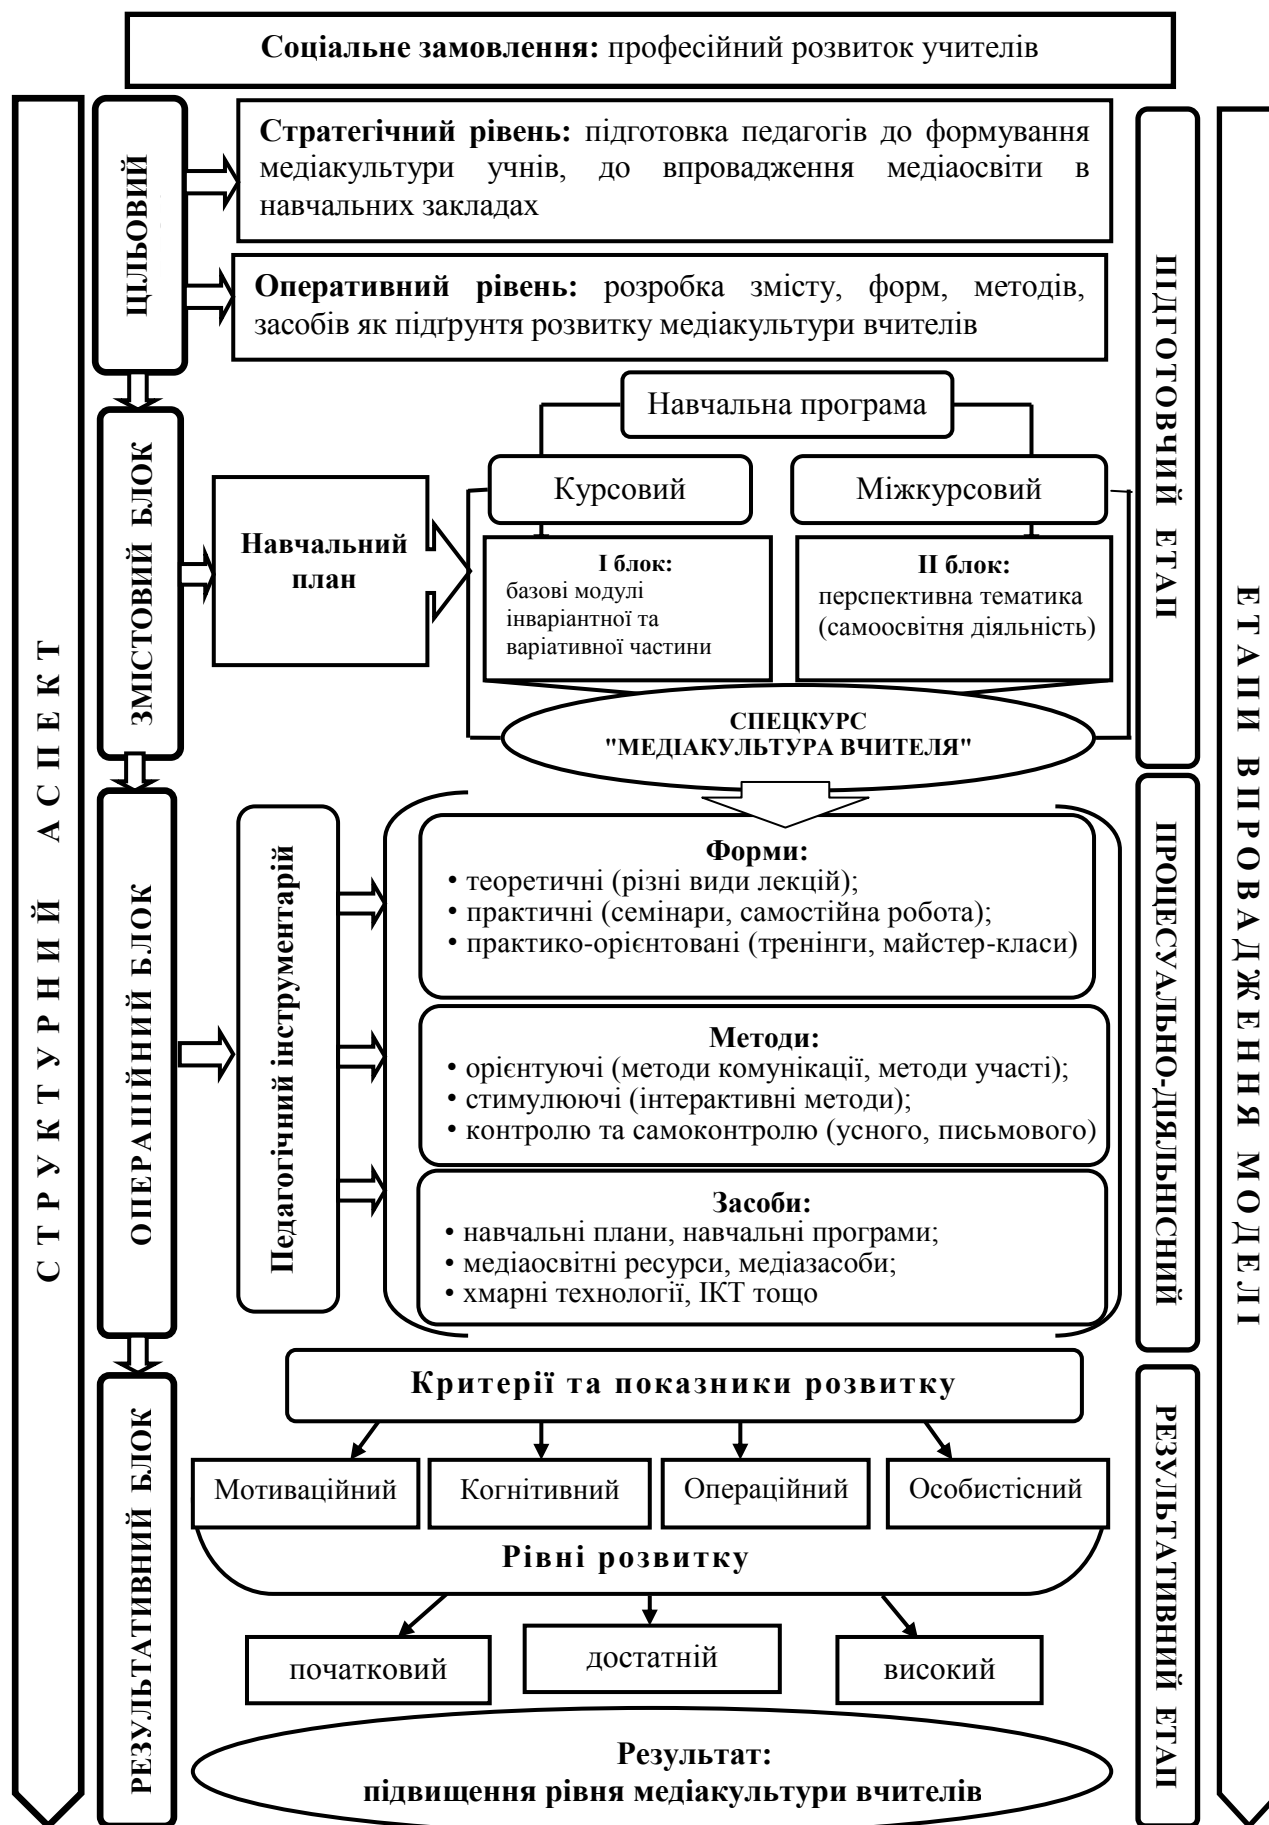 Соціальне замовлення: професійний розвиток учителів
СТРУКТУРНИЙ АСПЕКТ
ЦІЛЬОВИЙ
Стратегічний рівень: підготовка педагогів до формування
медіакультури учнів, до впровадження медіаосвіти в
навчальних закладах
Оперативний рівень: розробка змісту, форм, методів,
засобів як підґрунтя розвитку медіакультури вчителів
ПІДГОТОВЧИЙ ЕТАП
ЕТАПИ ВПРОВАДЖЕННЯ МОДЕЛІ
ЗМІСТОВИЙ БЛОК
Навчальний
план
Навчальна програма
Курсовий
Міжкурсовий
І блок:
базові модулі
інваріантної та
варіативної частини
ІІ блок:
перспективна тематика
(самоосвітня діяльність)
СПЕЦКУРС
"МЕДІАКУЛЬТУРА ВЧИТЕЛЯ"
ОПЕРАЦІЙНИЙ БЛОК
Педагогічний інструментарій
Форми:
• теоретичні (різні види лекцій);
• практичні (семінари, самостійна робота);
• практико-орієнтовані (тренінги, майстер-класи)
Методи:
• орієнтуючі (методи комунікації, методи участі);
• стимулюючі (інтерактивні методи);
• контролю та самоконтролю (усного, письмового)
Засоби:
• навчальні плани, навчальні програми;
• медіаосвітні ресурси, медіазасоби;
• хмарні технології, ІКТ тощо
ПРОЦЕСУАЛЬНО-ДІЯЛЬНІСНИЙ
РЕЗУЛЬТАТИВНИЙ БЛОК
Критерії та показники розвитку
Мотиваційний
Когнітивний
Операційний
Особистісний
Рівні розвитку
початковий
достатній
високий
Результат:
підвищення рівня медіакультури вчителів
РЕЗУЛЬТАТИВНИЙ ЕТАП